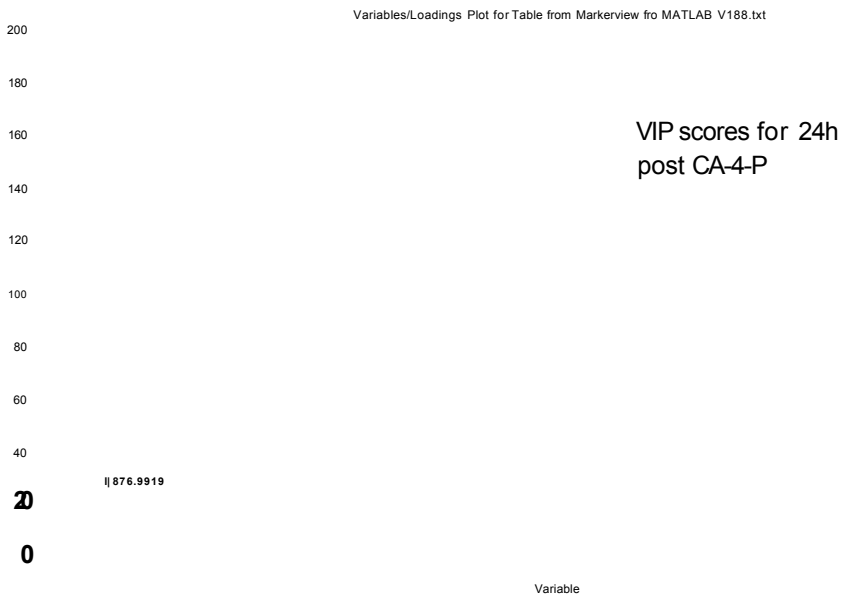 Variables/Loadings Plot for Table from Markerview fro MATLAB V188.txt
200
180
VIP scores for 24h
160
post CA-4-P
140
120
100
80
60
40
l| 876.9919
20
0
Variable